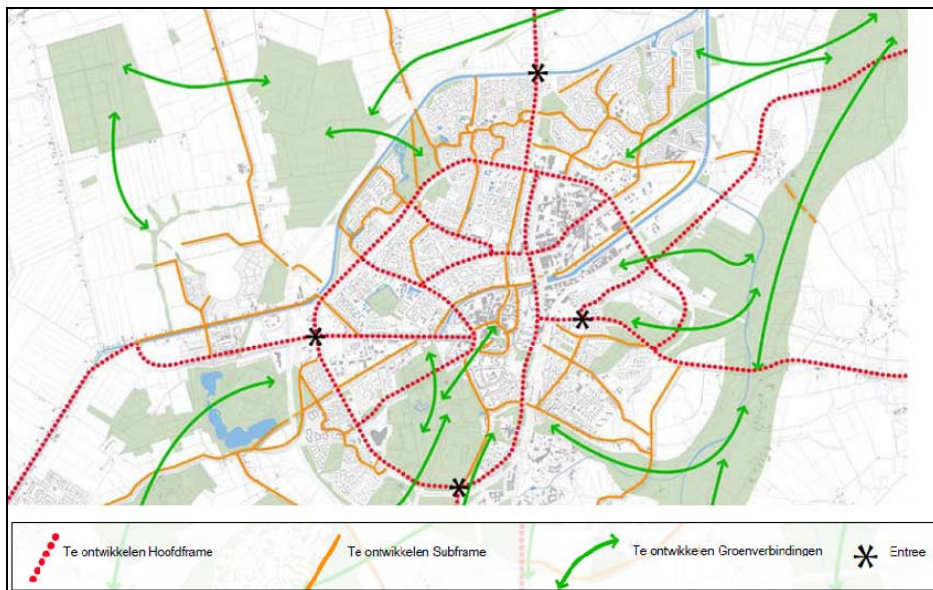 Te ontwikkelen Hoofdframe
Te ontwikkelen Subframe
Te ontwikkelen Groenverbindingen
Entree